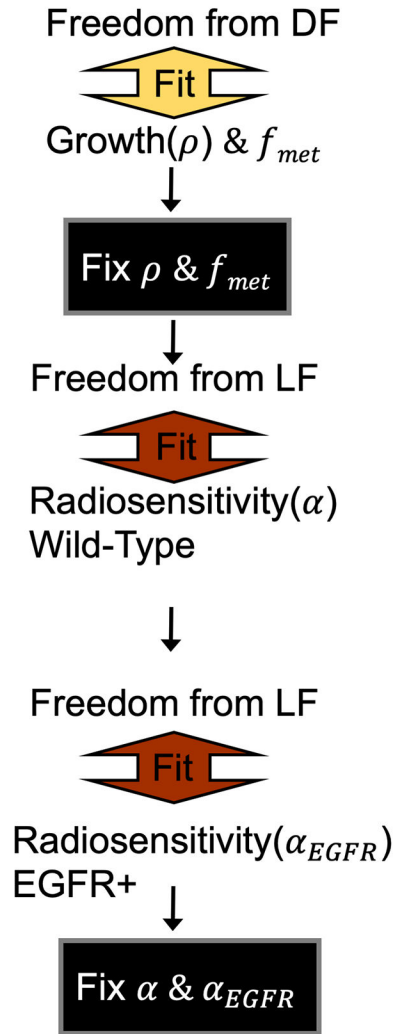 Freedom from DF
Fit
Growth(ρ) & f_met
Fix ρ & f_met
Freedom from LF
Fit
Radiosensitivity(α)
Wild-Type
Freedom from LF
Fit
Radiosensitivity(α_EGFR)
EGFR+
Fix α & α_EGFR